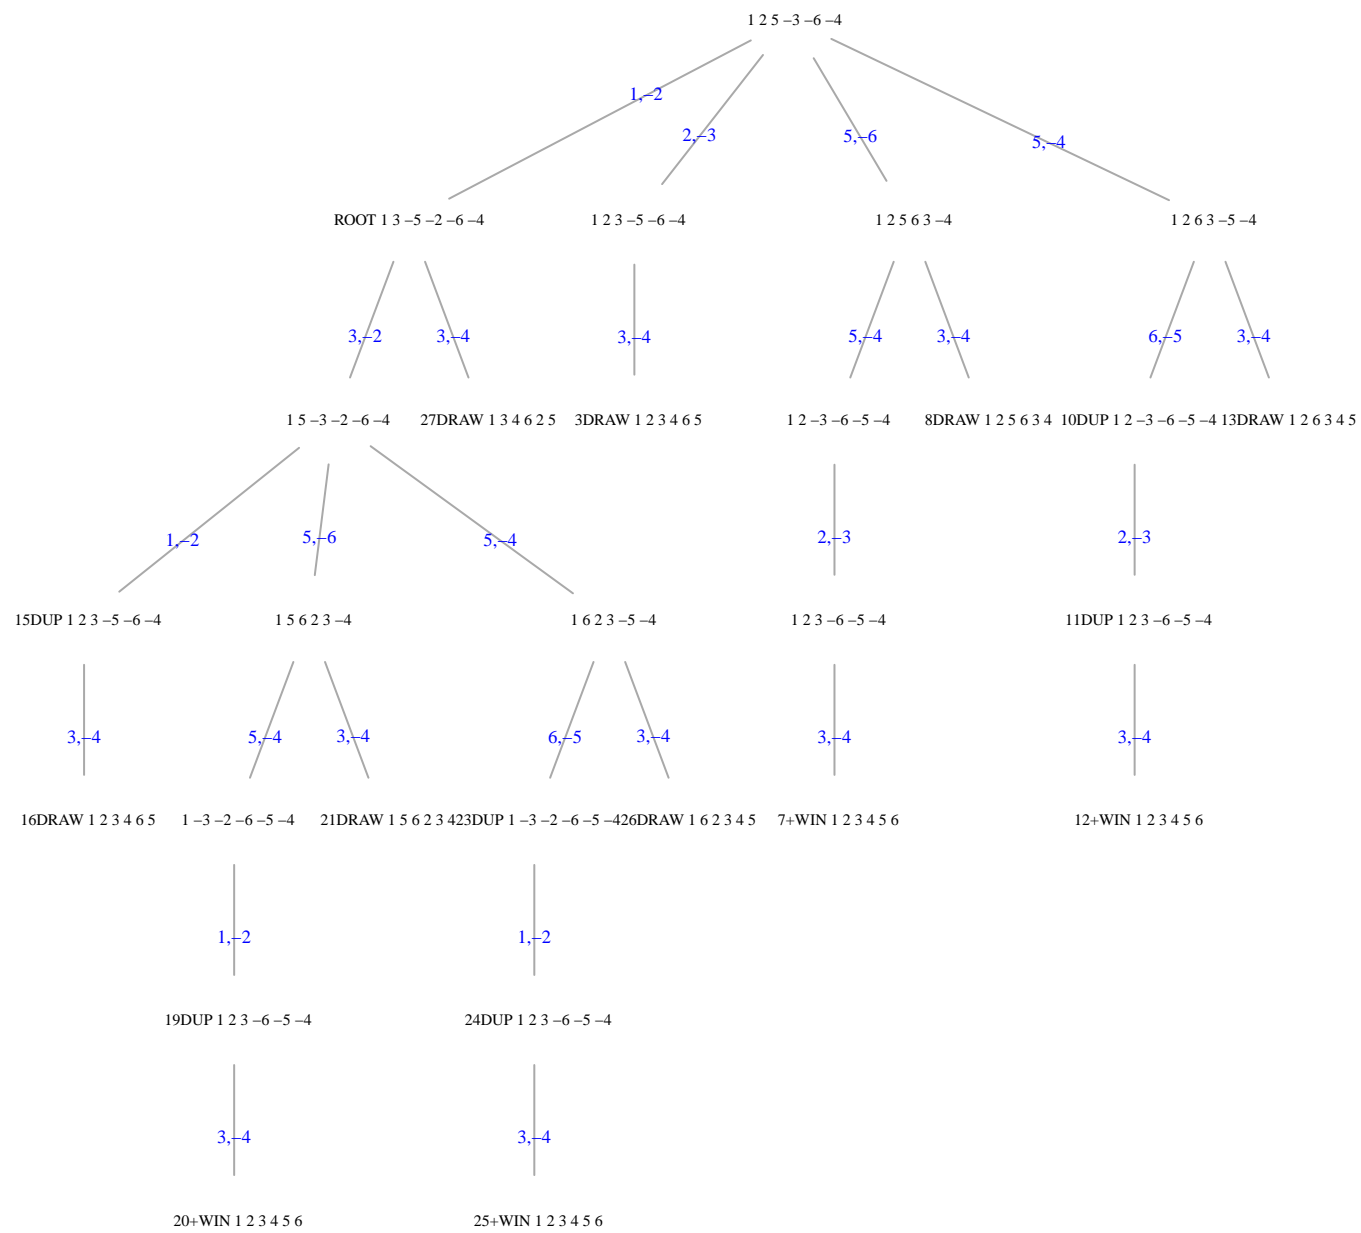 1 2 5 –3 –6 –4
1,–2
2,–3
5,–6
5,–4
ROOT 1 3 –5 –2 –6 –4
1 2 3 –5 –6 –4
1 2 5 6 3 –4
1 2 6 3 –5 –4
3,–2
3,–4
3,–4
5,–4
3,–4
6,–5
3,–4
1 5 –3 –2 –6 –4
27DRAW 1 3 4 6 2 5
3DRAW 1 2 3 4 6 5
1 2 –3 –6 –5 –4
8DRAW 1 2 5 6 3 4
10DUP 1 2 –3 –6 –5 –4
13DRAW 1 2 6 3 4 5
1,–2
5,–6
5,–4
2,–3
2,–3
15DUP 1 2 3 –5 –6 –4
1 5 6 2 3 –4
1 6 2 3 –5 –4
1 2 3 –6 –5 –4
11DUP 1 2 3 –6 –5 –4
3,–4
5,–4
3,–4
6,–5
3,–4
3,–4
3,–4
16DRAW 1 2 3 4 6 5
1 –3 –2 –6 –5 –4
21DRAW 1 5 6 2 3 4
23DUP 1 –3 –2 –6 –5 –4
26DRAW 1 6 2 3 4 5
7+WIN 1 2 3 4 5 6
12+WIN 1 2 3 4 5 6
1,–2
1,–2
19DUP 1 2 3 –6 –5 –4
24DUP 1 2 3 –6 –5 –4
3,–4
3,–4
20+WIN 1 2 3 4 5 6
25+WIN 1 2 3 4 5 6